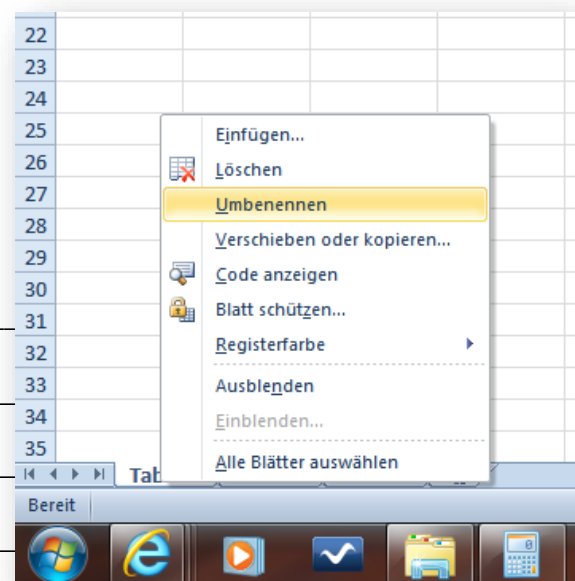 22
23
24
25
26
27
28
29
30
31
32
33
34
35
Einfügen...
Löschen
Umbenennen
Verschieben oder kopieren...
Code anzeigen
Blatt schützen...
Registerfarbe
Ausblenden
Einblenden...
Alle Blätter auswählen
Tab
Bereit